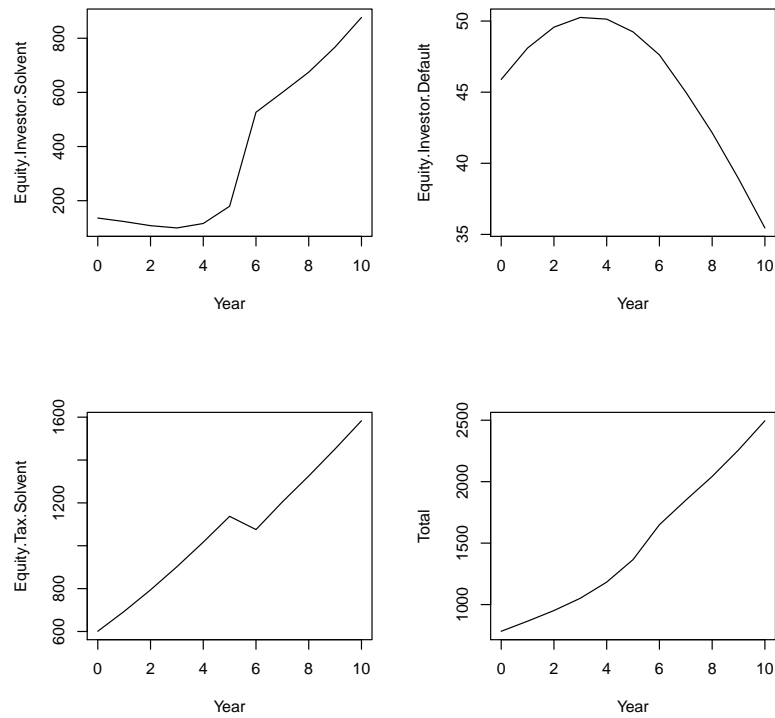 Equity.Investor.Solvent
200 400 600 800
0 2 4 6 8 10
Year
Equity.Investor.Default
35 40 45 50
0 2 4 6 8 10
Year
Equity.Tax.Solvent
600 800 1200 1600
0 2 4 6 8 10
Year
Total
1000 1500 2000 2500
0 2 4 6 8 10
Year